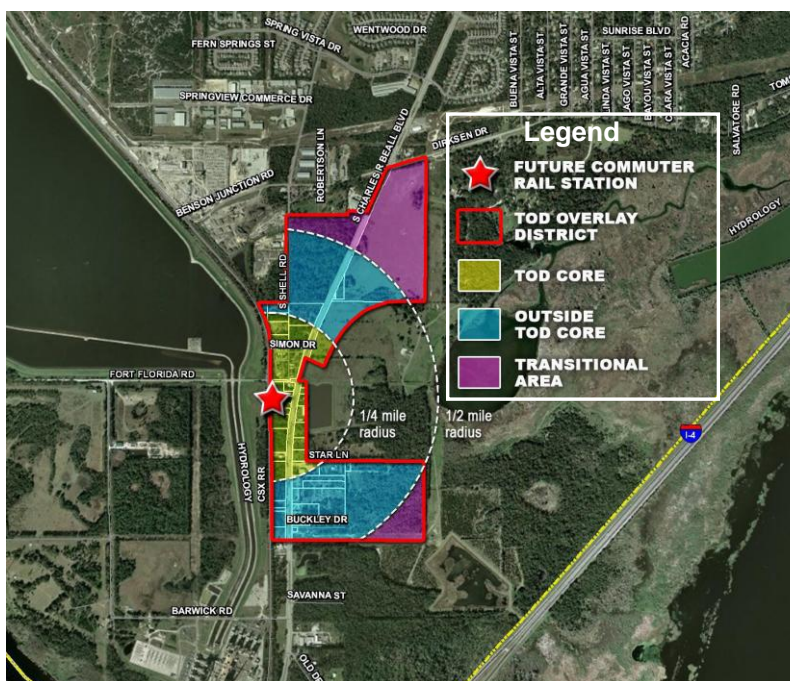 WENTWOOD DR
SPRING VISTA DR
FERN SPRINGS ST
SUNRISE BLVD
ACACIA RD
BUENA VISTA ST
ALTA VISTA ST
GRANDE VISTA ST
AGUA VISTA ST
LINDA VISTA ST
LAGO VISTA ST
BAYOU VISTA ST
CLARA VISTA ST
SPRINGVIEW COMMERCE DR
SALVATORE RD
DIRKSEN DR
ROBERTSON LN
S CHARLES R BEALL BLVD
BENSON JUNCTION RD
Legend
FUTURE COMMUTER
RAIL STATION
TOD OVERLAY
DISTRICT
TOD CORE
OUTSIDE
TOD CORE
TRANSITIONAL
AREA
HYDROLOGY
S SHELL RD
SIMON DR
FORT FLORIDA RD
1/4 mile
radius
1/2 mile
radius
I-4
HYDROLOGY
CSX RR
STAR LN
BUCKLEY DR
SAVANNA ST
BARWICK RD